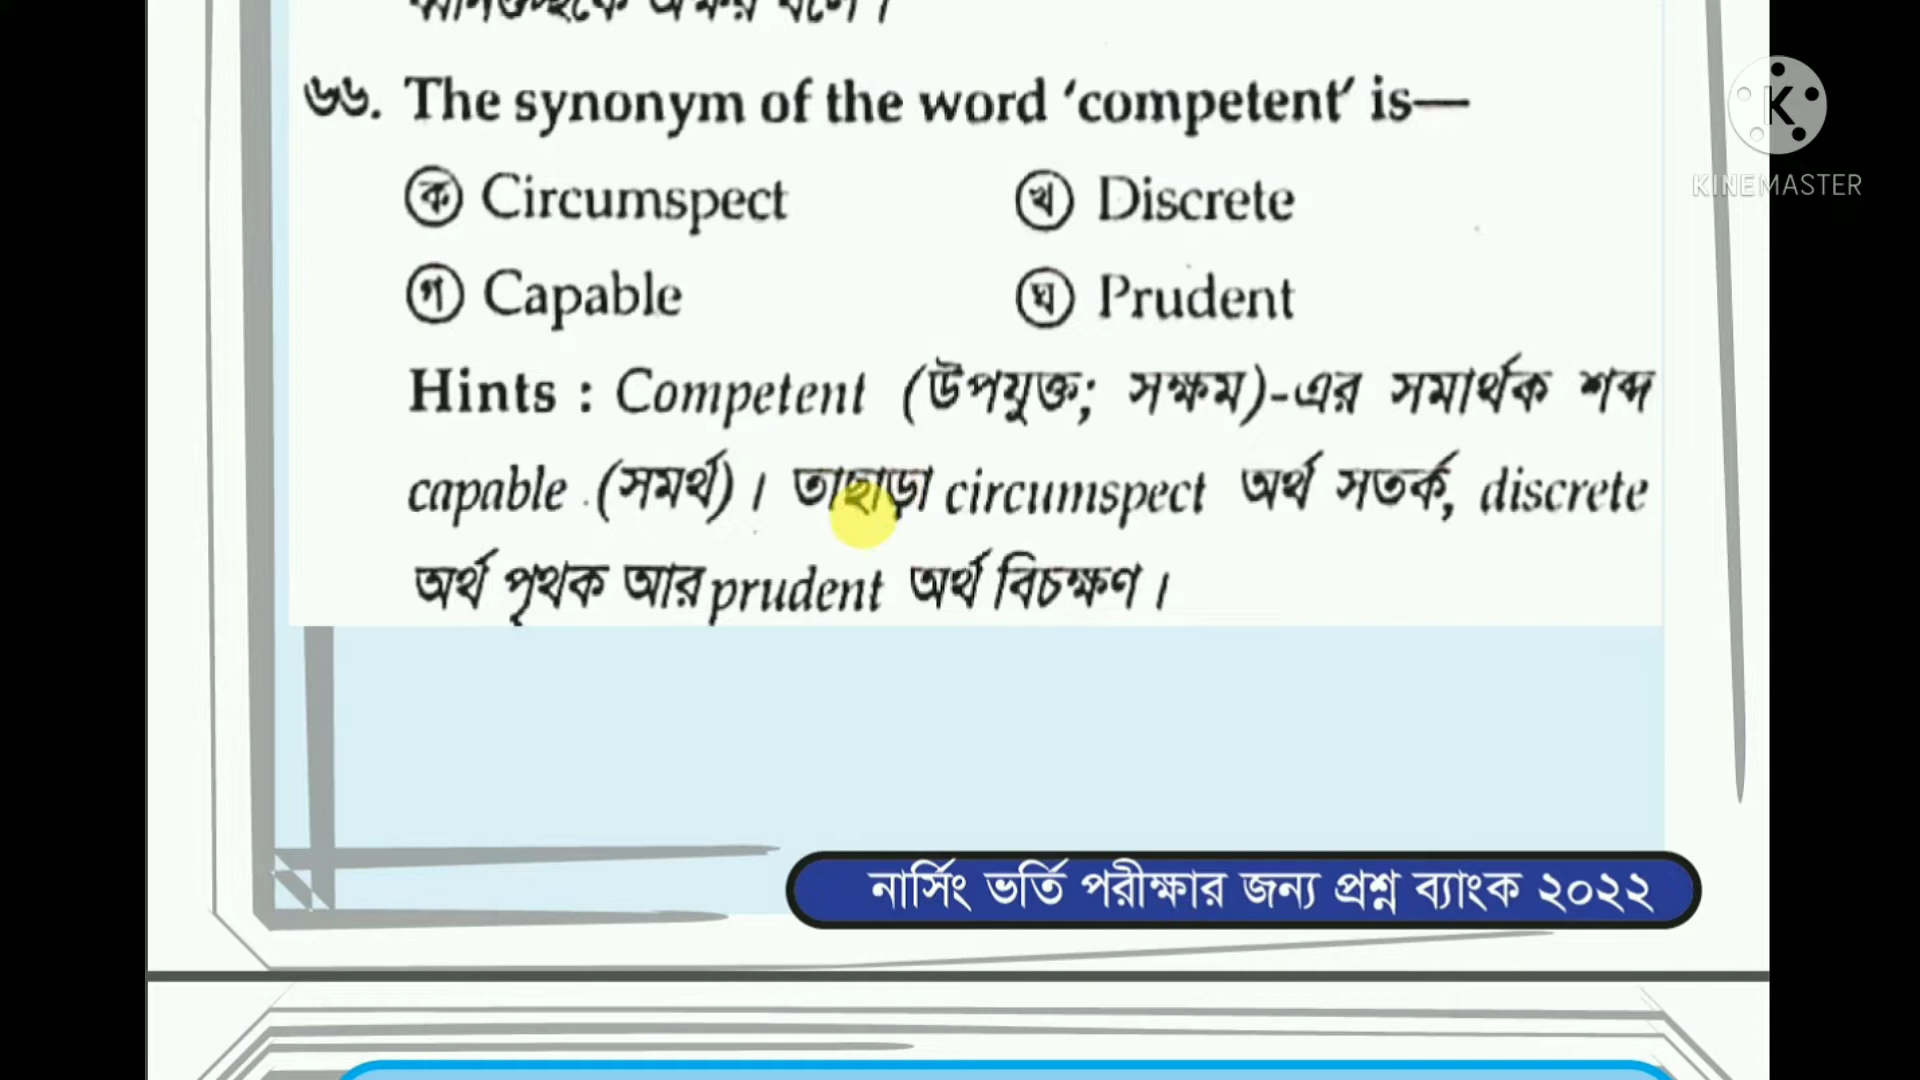 ৬৬. The synonym of the word ‘competent’ is—
ক Circumspect খ Discrete
গ Capable ঘ Prudent
Hints : Competent (উপযুক্ত; সক্ষম)-এর সমার্থক শব্দ
capable (সমর্থ)। তাছাড়া circumspect অর্থ সতর্ক, discrete
অর্থ পৃথক আর prudent অর্থ বিচক্ষণ।
নার্সিং ভর্তি পরীক্ষার জন্য প্রশ্ন ব্যাংক ২০২২
K
KINEMASTER